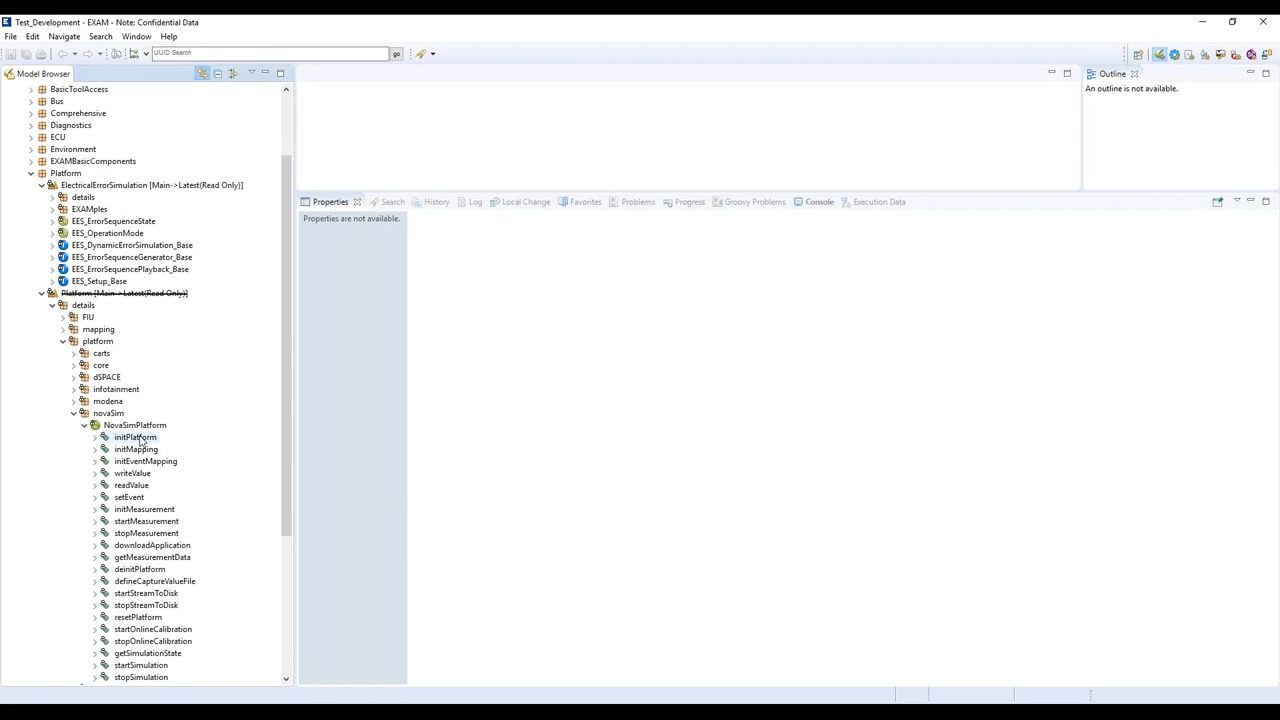 Test_Development - EXAM - Note: Confidential Data
File Edit Navigate Search Window Help
UUID Search
go
Model Browser
BasicToolAccess
Bus
Comprehensive
Diagnostics
ECU
Environment
EXAMBasicComponents
Platform
ElectricalErrorSimulation [Main->Latest(Read Only)]
details
EXAMples
EES_ErrorSequenceState
EES_OperationMode
EES_DynamicErrorSimulation_Base
EES_ErrorSequenceGenerator_Base
EES_ErrorSequencePlayback_Base
EES_Setup_Base
Platform [Main->Latest(Read Only)]
details
FIU
mapping
platform
carts
core
dSPACE
infotainment
modena
novaSim
NovaSimPlatform
initPlatform
initMapping
initEventMapping
writeValue
readValue
setEvent
initMeasurement
startMeasurement
stopMeasurement
downloadApplication
getMeasurementData
deinitPlatform
defineCaptureValueFile
startStreamToDisk
stopStreamToDisk
resetPlatform
startOnlineCalibration
stopOnlineCalibration
getSimulationState
startSimulation
stopSimulation
Properties Search History Log Local Change Favorites Problems Progress Groovy Problems Console Execution Data
Properties are not available.
Outline
An outline is not available.